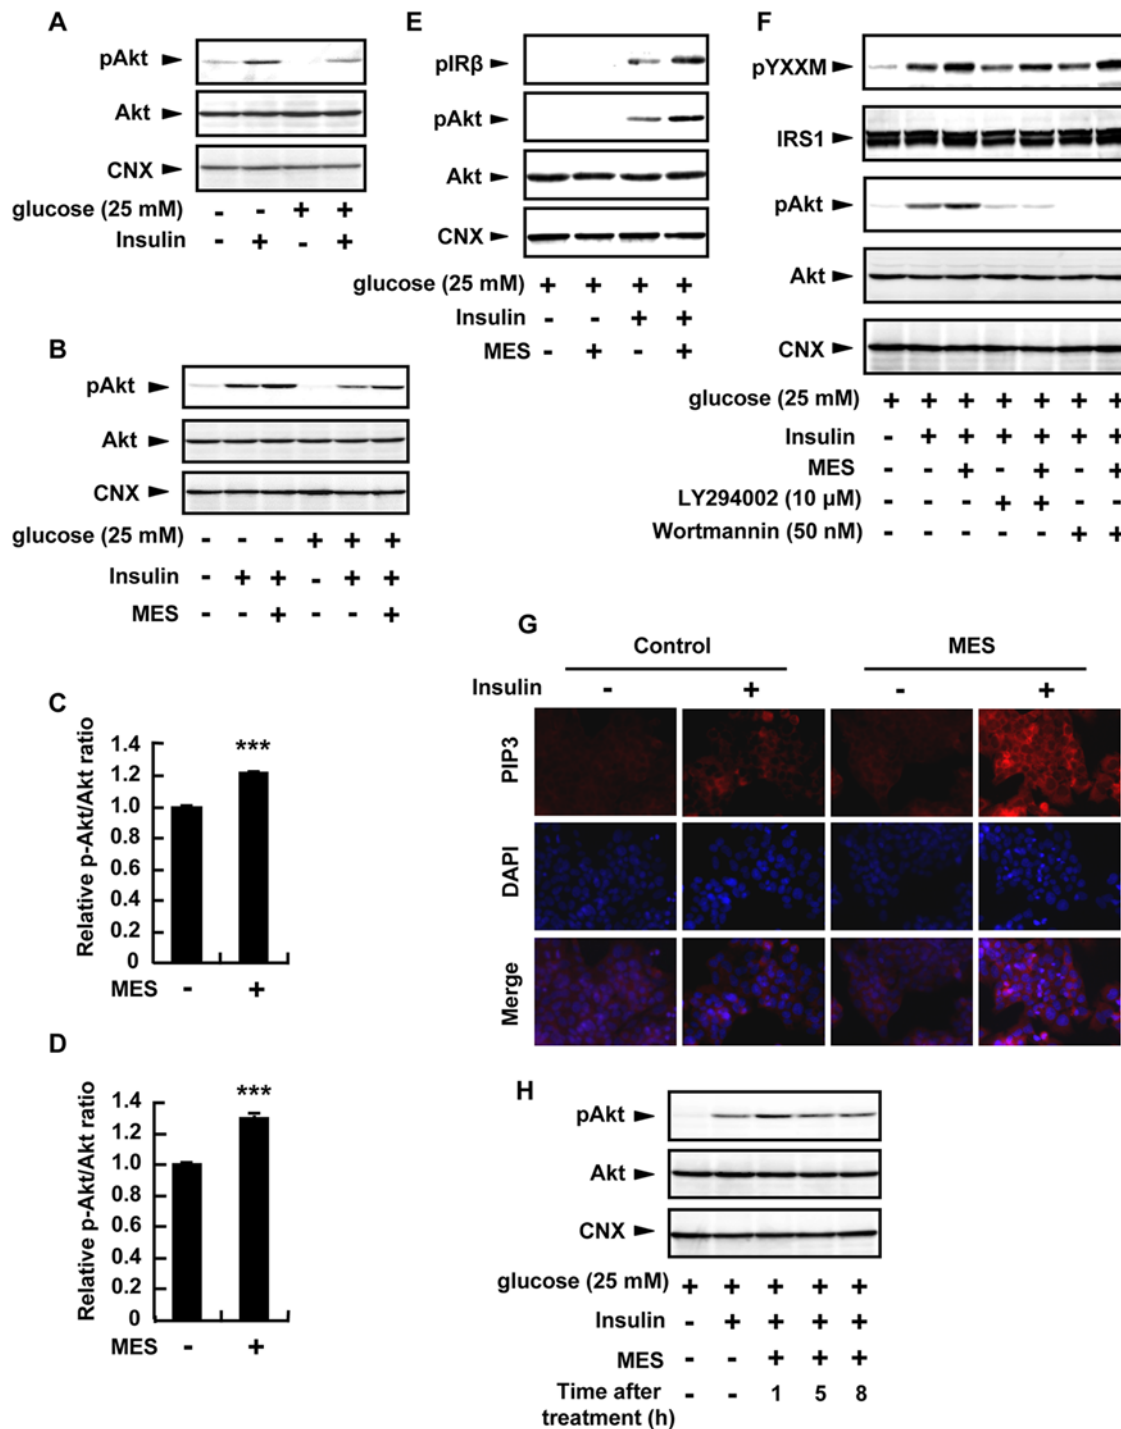 A
pAkt
Akt
CNX
glucose (25 mM) - - + +
Insulin - + - +
B
pAkt
Akt
CNX
glucose (25 mM) - - - + + +
Insulin - + + - + +
MES - - + - - +
C
Relative p-Akt/Akt ratio
1.4
1.2
1.0
0.8
0.6
0.4
0.2
0
***
MES - +
D
Relative p-Akt/Akt ratio
1.4
1.2
1.0
0.8
0.6
0.4
0.2
0
***
MES - +
E
pIRβ
pAkt
Akt
CNX
glucose (25 mM) + + + +
Insulin - - + +
MES - + - +
F
pYXXM
IRS1
pAkt
Akt
CNX
glucose (25 mM) + + + + + + +
Insulin - + + + + + +
MES - - + - + - +
LY294002 (10 μM) - - - + + - -
Wortmannin (50 nM) - - - - - + +
G
Control MES
Insulin - + - +
PIP3
DAPI
Merge
H
pAkt
Akt
CNX
glucose (25 mM) + + + + +
Insulin - + + + +
MES - - + + +
Time after
treatment (h) - - 1 5 8